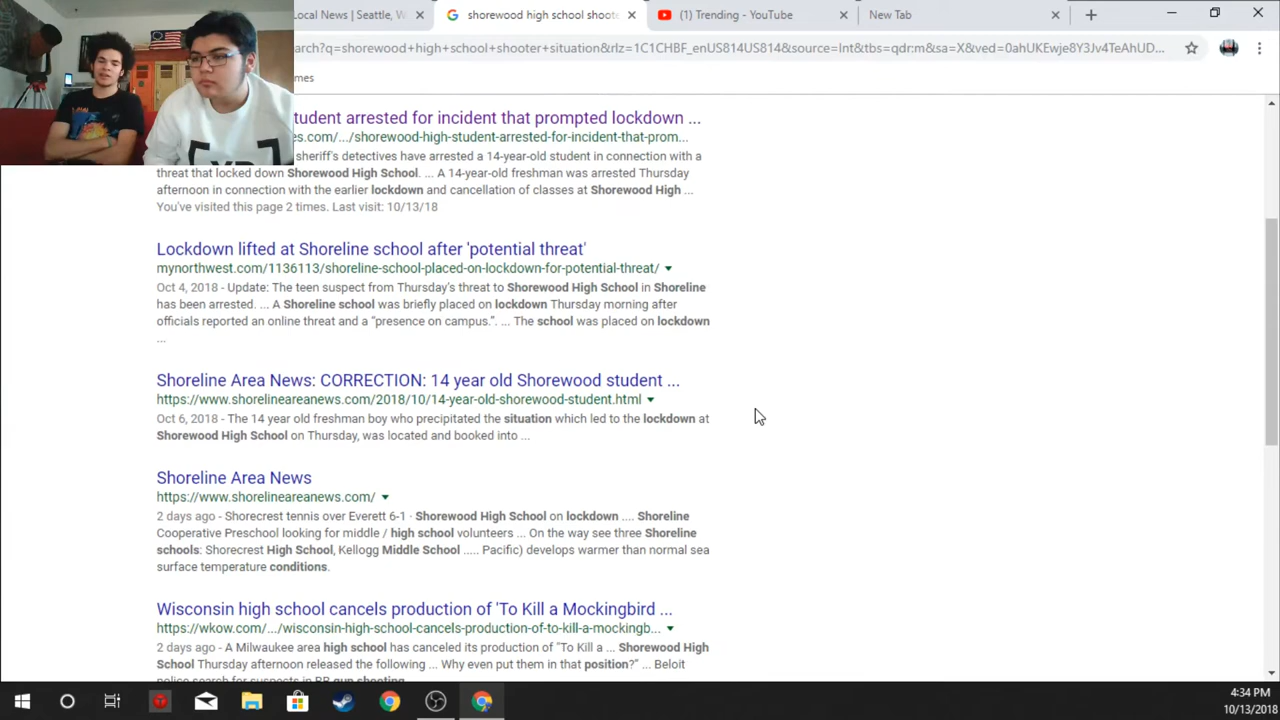 Local News | Seattle, W
shorewood high school shoote
(1) Trending - YouTube
New Tab
arch?q=shorewood+high+school+shooter+situation&rlz=1C1CHBF_enUS814US814&source=lnt&tbs=qdr:m&sa=X&ved=0ahUKEwje8Y3Jv4TeAhUD...
mes
tudent arrested for incident that prompted lockdown ...
es.com/.../shorewood-high-student-arrested-for-incident-that-prom...
sheriff's detectives have arrested a 14-year-old student in connection with a
threat that locked down Shorewood High School. ... A 14-year-old freshman was arrested Thursday
afternoon in connection with the earlier lockdown and cancellation of classes at Shorewood High ...
You've visited this page 2 times. Last visit: 10/13/18
Lockdown lifted at Shoreline school after 'potential threat'
mynorthwest.com/1136113/shoreline-school-placed-on-lockdown-for-potential-threat/
Oct 4, 2018 - Update: The teen suspect from Thursday's threat to Shorewood High School in Shoreline
has been arrested. ... A Shoreline school was briefly placed on lockdown Thursday morning after
officials reported an online threat and a "presence on campus.". ... The school was placed on lockdown
...
Shoreline Area News: CORRECTION: 14 year old Shorewood student ...
https://www.shorelineareanews.com/2018/10/14-year-old-shorewood-student.html
Oct 6, 2018 - The 14 year old freshman boy who precipitated the situation which led to the lockdown at
Shorewood High School on Thursday, was located and booked into ...
Shoreline Area News
https://www.shorelineareanews.com/
2 days ago - Shorecrest tennis over Everett 6-1 · Shorewood High School on lockdown .... Shoreline
Cooperative Preschool looking for middle / high school volunteers ... On the way see three Shoreline
schools: Shorecrest High School, Kellogg Middle School ..... Pacific) develops warmer than normal sea
surface temperature conditions.
Wisconsin high school cancels production of 'To Kill a Mockingbird ...
https://wkow.com/.../wisconsin-high-school-cancels-production-of-to-kill-a-mockingb...
2 days ago - A Milwaukee area high school has canceled its production of "To Kill a ... Shorewood High
School Thursday afternoon released the following ... Why even put them in that position?" ... Beloit
police search for suspects in BB gun shooting.
4:34 PM
10/13/2018